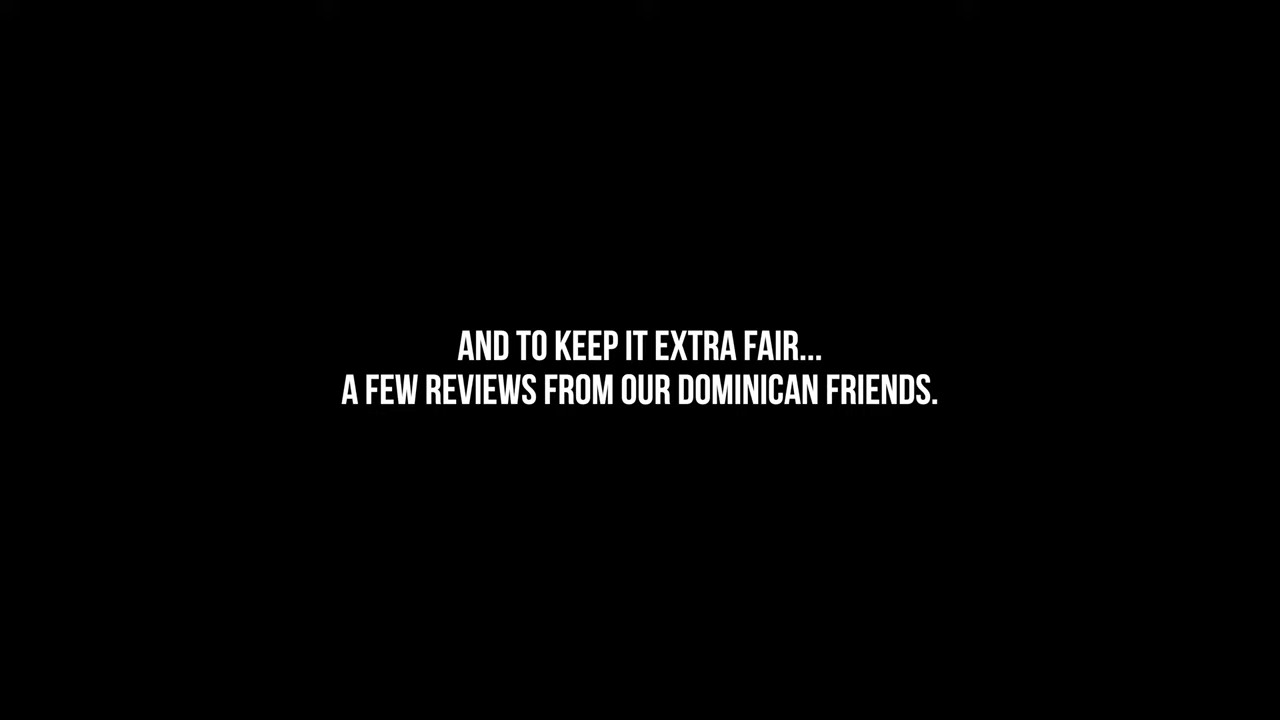 AND TO KEEP IT EXTRA FAIR...
A FEW REVIEWS FROM OUR DOMINICAN FRIENDS.